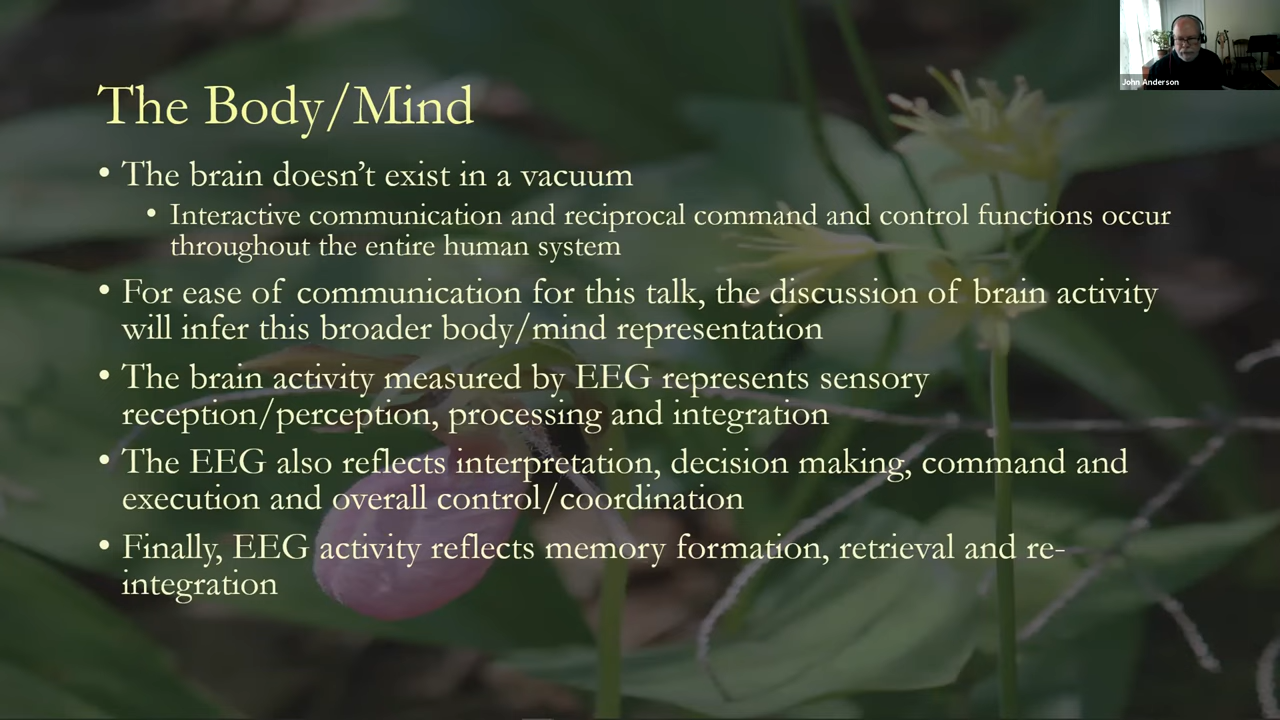 John Anderson
The Body/Mind
• The brain doesn’t exist in a vacuum
• Interactive communication and reciprocal command and control functions occur
throughout the entire human system
• For ease of communication for this talk, the discussion of brain activity
will infer this broader body/mind representation
• The brain activity measured by EEG represents sensory
reception/perception, processing and integration
• The EEG also reflects interpretation, decision making, command and
execution and overall control/coordination
• Finally, EEG activity reflects memory formation, retrieval and re-
integration